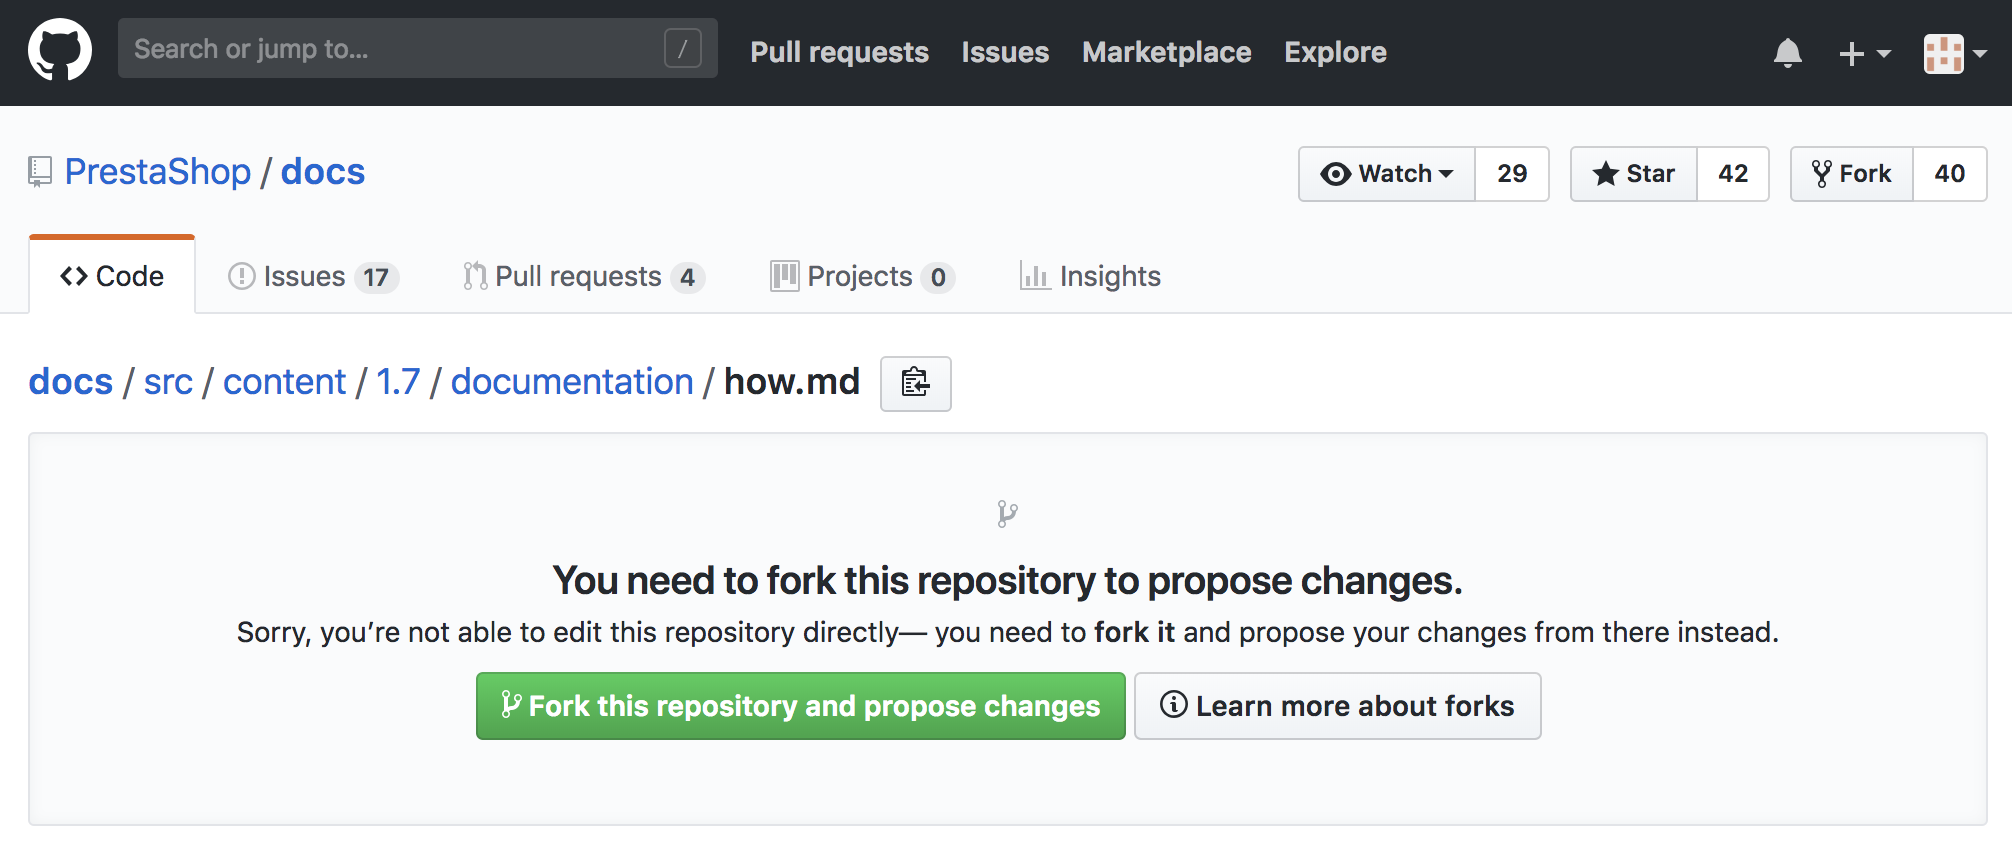 Search or jump to... /
Pull requests Issues Marketplace Explore
PrestaShop / docs
Watch 29 Star 42 Fork 40
Code Issues 17 Pull requests 4 Projects 0 Insights
docs / src / content / 1.7 / documentation / how.md
You need to fork this repository to propose changes.
Sorry, you’re not able to edit this repository directly— you need to fork it and propose your changes from there instead.
Fork this repository and propose changes Learn more about forks